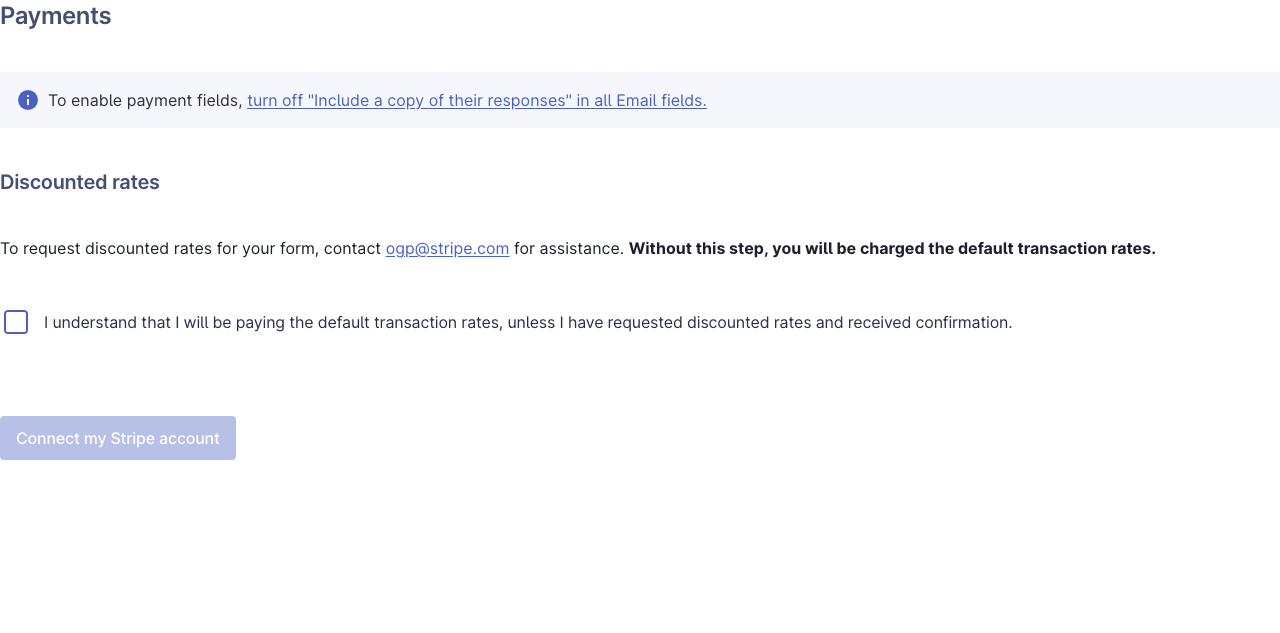 Payments
To enable payment fields, turn off "Include a copy of their responses" in all Email fields.
Discounted rates
To request discounted rates for your form, contact ogp@stripe.com for assistance. Without this step, you will be charged the default transaction rates.
I understand that I will be paying the default transaction rates, unless I have requested discounted rates and received confirmation.
Connect my Stripe account